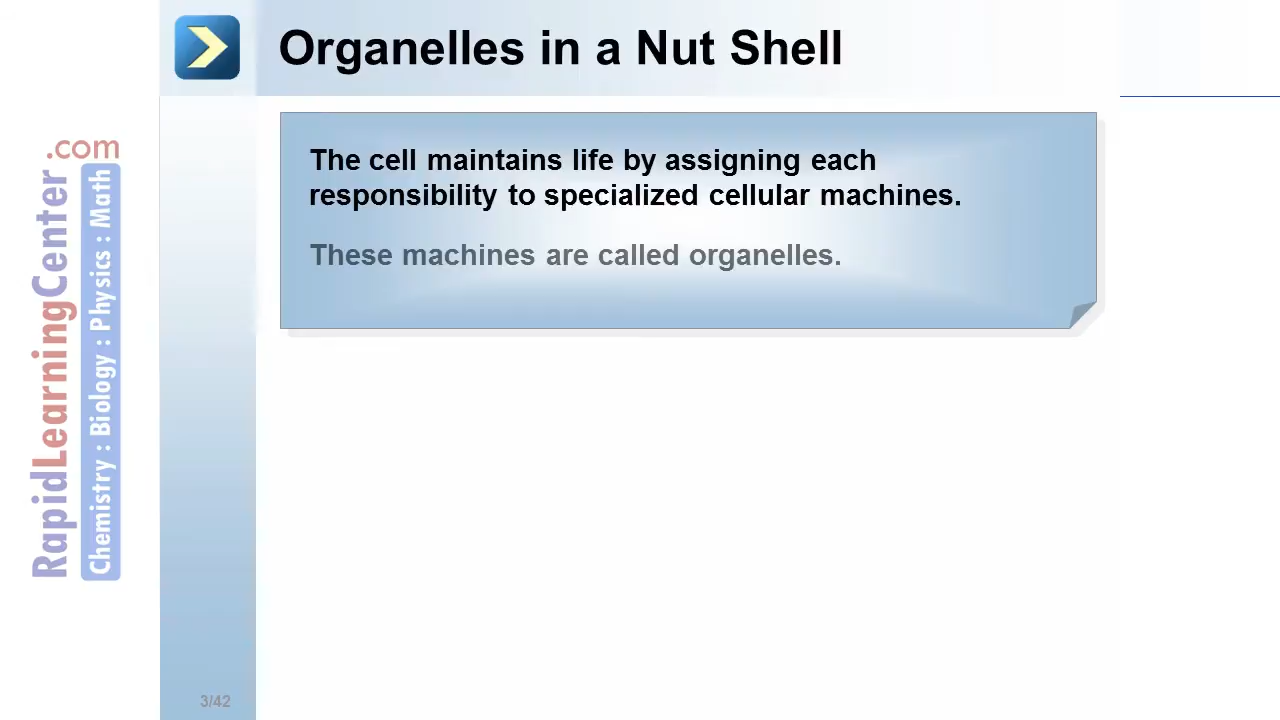 Organelles in a Nut Shell
The cell maintains life by assigning each
responsibility to specialized cellular machines.
These machines are called organelles.
RapidLearningCenter.com
Chemistry : Biology : Physics : Math
3/42